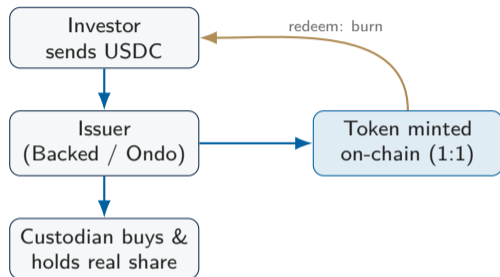 Investor
sends USDC
redeem: burn
Issuer
(Backed / Ondo)
Token minted
on-chain (1:1)
Custodian buys &
holds real share